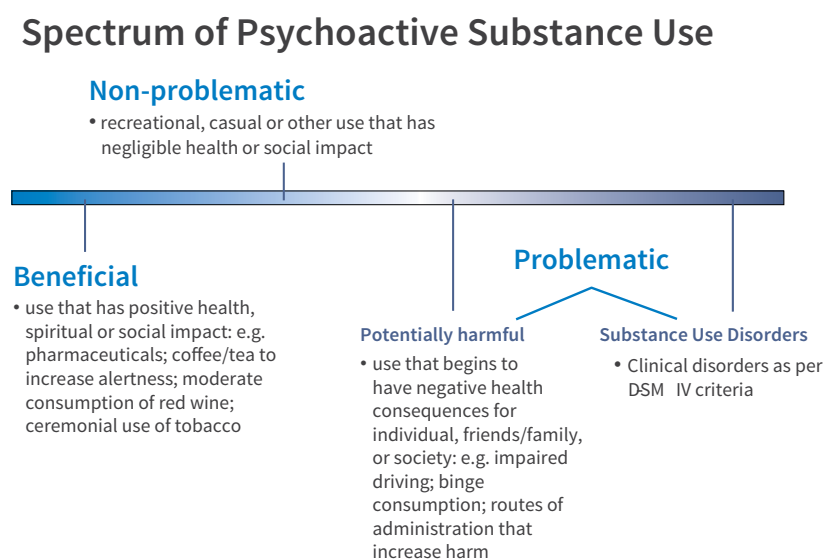 Spectrum of Psychoactive Substance Use
Non-problematic
• recreational, casual or other use that has
negligible health or social impact
Beneficial
• use that has positive health,
spiritual or social impact: e.g.
pharmaceuticals; coffee/tea to
increase alertness; moderate
consumption of red wine;
ceremonial use of tobacco
Problematic
Potentially harmful
• use that begins to
have negative health
consequences for
individual, friends/family,
or society: e.g. impaired
driving; binge
consumption; routes of
administration that
increase harm
Substance Use Disorders
• Clinical disorders as per
D-SM IV criteria